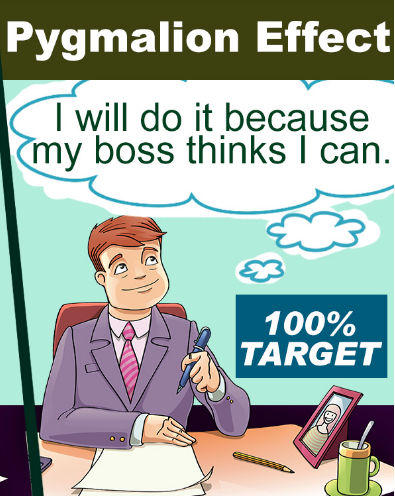 Pygmalion Effect
I will do it because
my boss thinks I can.
100%
TARGET